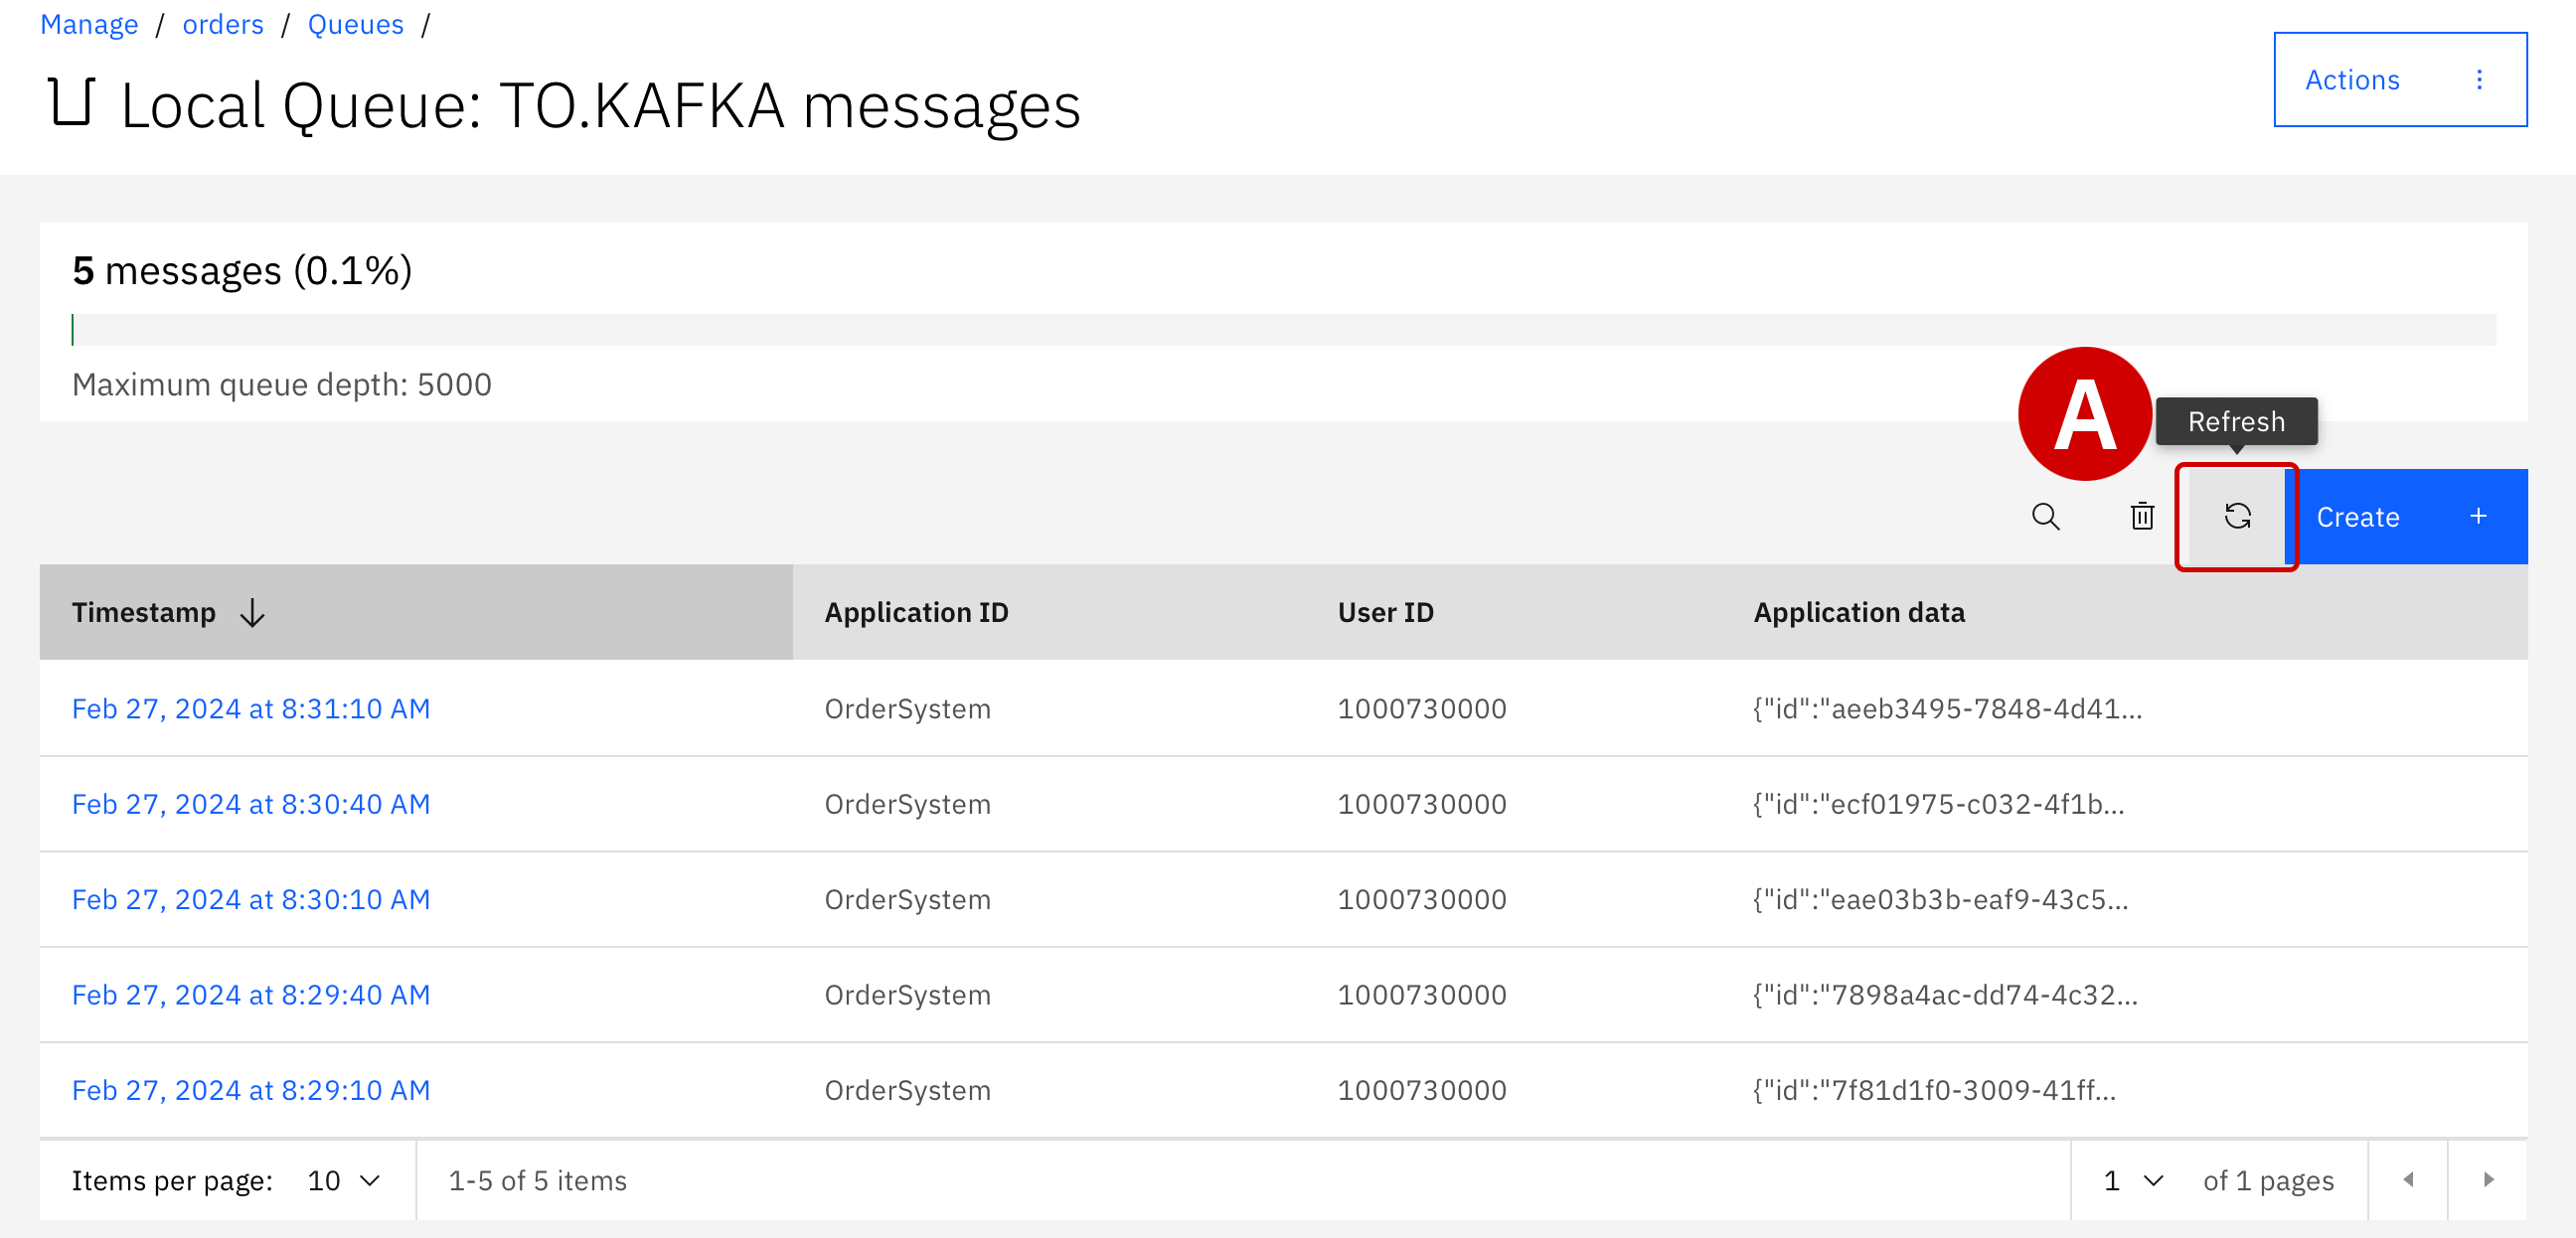 Manage / orders / Queues /
Local Queue: TO.KAFKA messages
Actions
5 messages (0.1%)
Maximum queue depth: 5000
A
Refresh
Create +
Timestamp Application ID User ID Application data
Feb 27, 2024 at 8:31:10 AM OrderSystem 1000730000 {"id":"aeeb3495-7848-4d41...
Feb 27, 2024 at 8:30:40 AM OrderSystem 1000730000 {"id":"ecf01975-c032-4f1b...
Feb 27, 2024 at 8:30:10 AM OrderSystem 1000730000 {"id":"eae03b3b-eaf9-43c5...
Feb 27, 2024 at 8:29:40 AM OrderSystem 1000730000 {"id":"7898a4ac-dd74-4c32...
Feb 27, 2024 at 8:29:10 AM OrderSystem 1000730000 {"id":"7f81d1f0-3009-41ff...
Items per page: 10 1-5 of 5 items 1 of 1 pages